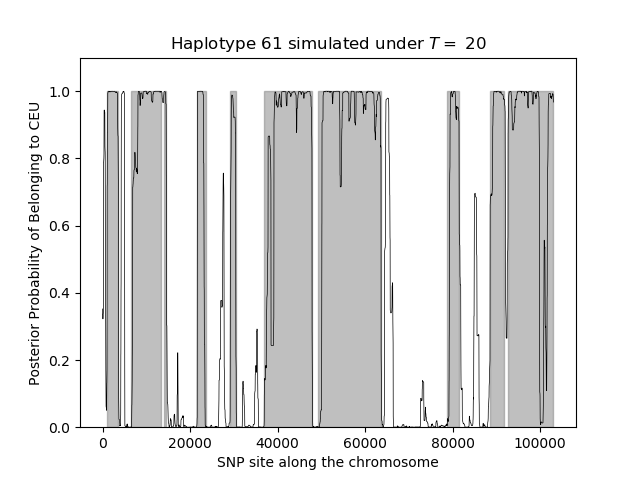 Haplotype 61 simulated under T = 20
Posterior Probability of Belonging to CEU
1.0
0.8
0.6
0.4
0.2
0.0
0 20000 40000 60000 80000 100000
SNP site along the chromosome